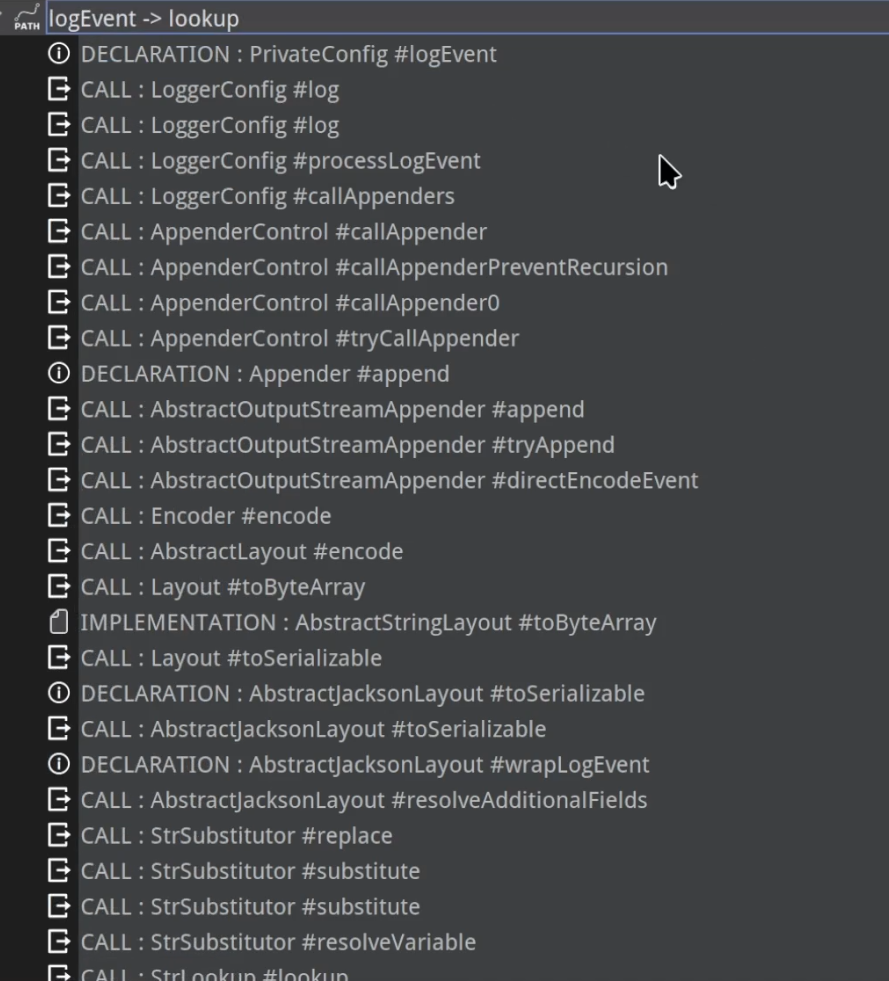 PATH logEvent -> lookup
DECLARATION : PrivateConfig #logEvent
CALL : LoggerConfig #log
CALL : LoggerConfig #log
CALL : LoggerConfig #processLogEvent
CALL : LoggerConfig #callAppenders
CALL : AppenderControl #callAppender
CALL : AppenderControl #callAppenderPreventRecursion
CALL : AppenderControl #callAppender0
CALL : AppenderControl #tryCallAppender
DECLARATION : Appender #append
CALL : AbstractOutputStreamAppender #append
CALL : AbstractOutputStreamAppender #tryAppend
CALL : AbstractOutputStreamAppender #directEncodeEvent
CALL : Encoder #encode
CALL : AbstractLayout #encode
CALL : Layout #toByteArray
IMPLEMENTATION : AbstractStringLayout #toByteArray
CALL : Layout #toSerializable
DECLARATION : AbstractJacksonLayout #toSerializable
CALL : AbstractJacksonLayout #toSerializable
DECLARATION : AbstractJacksonLayout #wrapLogEvent
CALL : AbstractJacksonLayout #resolveAdditionalFields
CALL : StrSubstitutor #replace
CALL : StrSubstitutor #substitute
CALL : StrSubstitutor #substitute
CALL : StrSubstitutor #resolveVariable
CALL : StrLookup #lookup